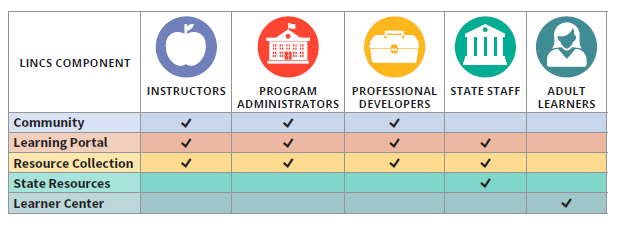 LINCS COMPONENT
INSTRUCTORS
PROGRAM
ADMINISTRATORS
PROFESSIONAL
DEVELOPERS
STATE STAFF
ADULT
LEARNERS
Community ✓ ✓ ✓
Learning Portal ✓ ✓ ✓ ✓
Resource Collection ✓ ✓ ✓ ✓
State Resources ✓
Learner Center ✓